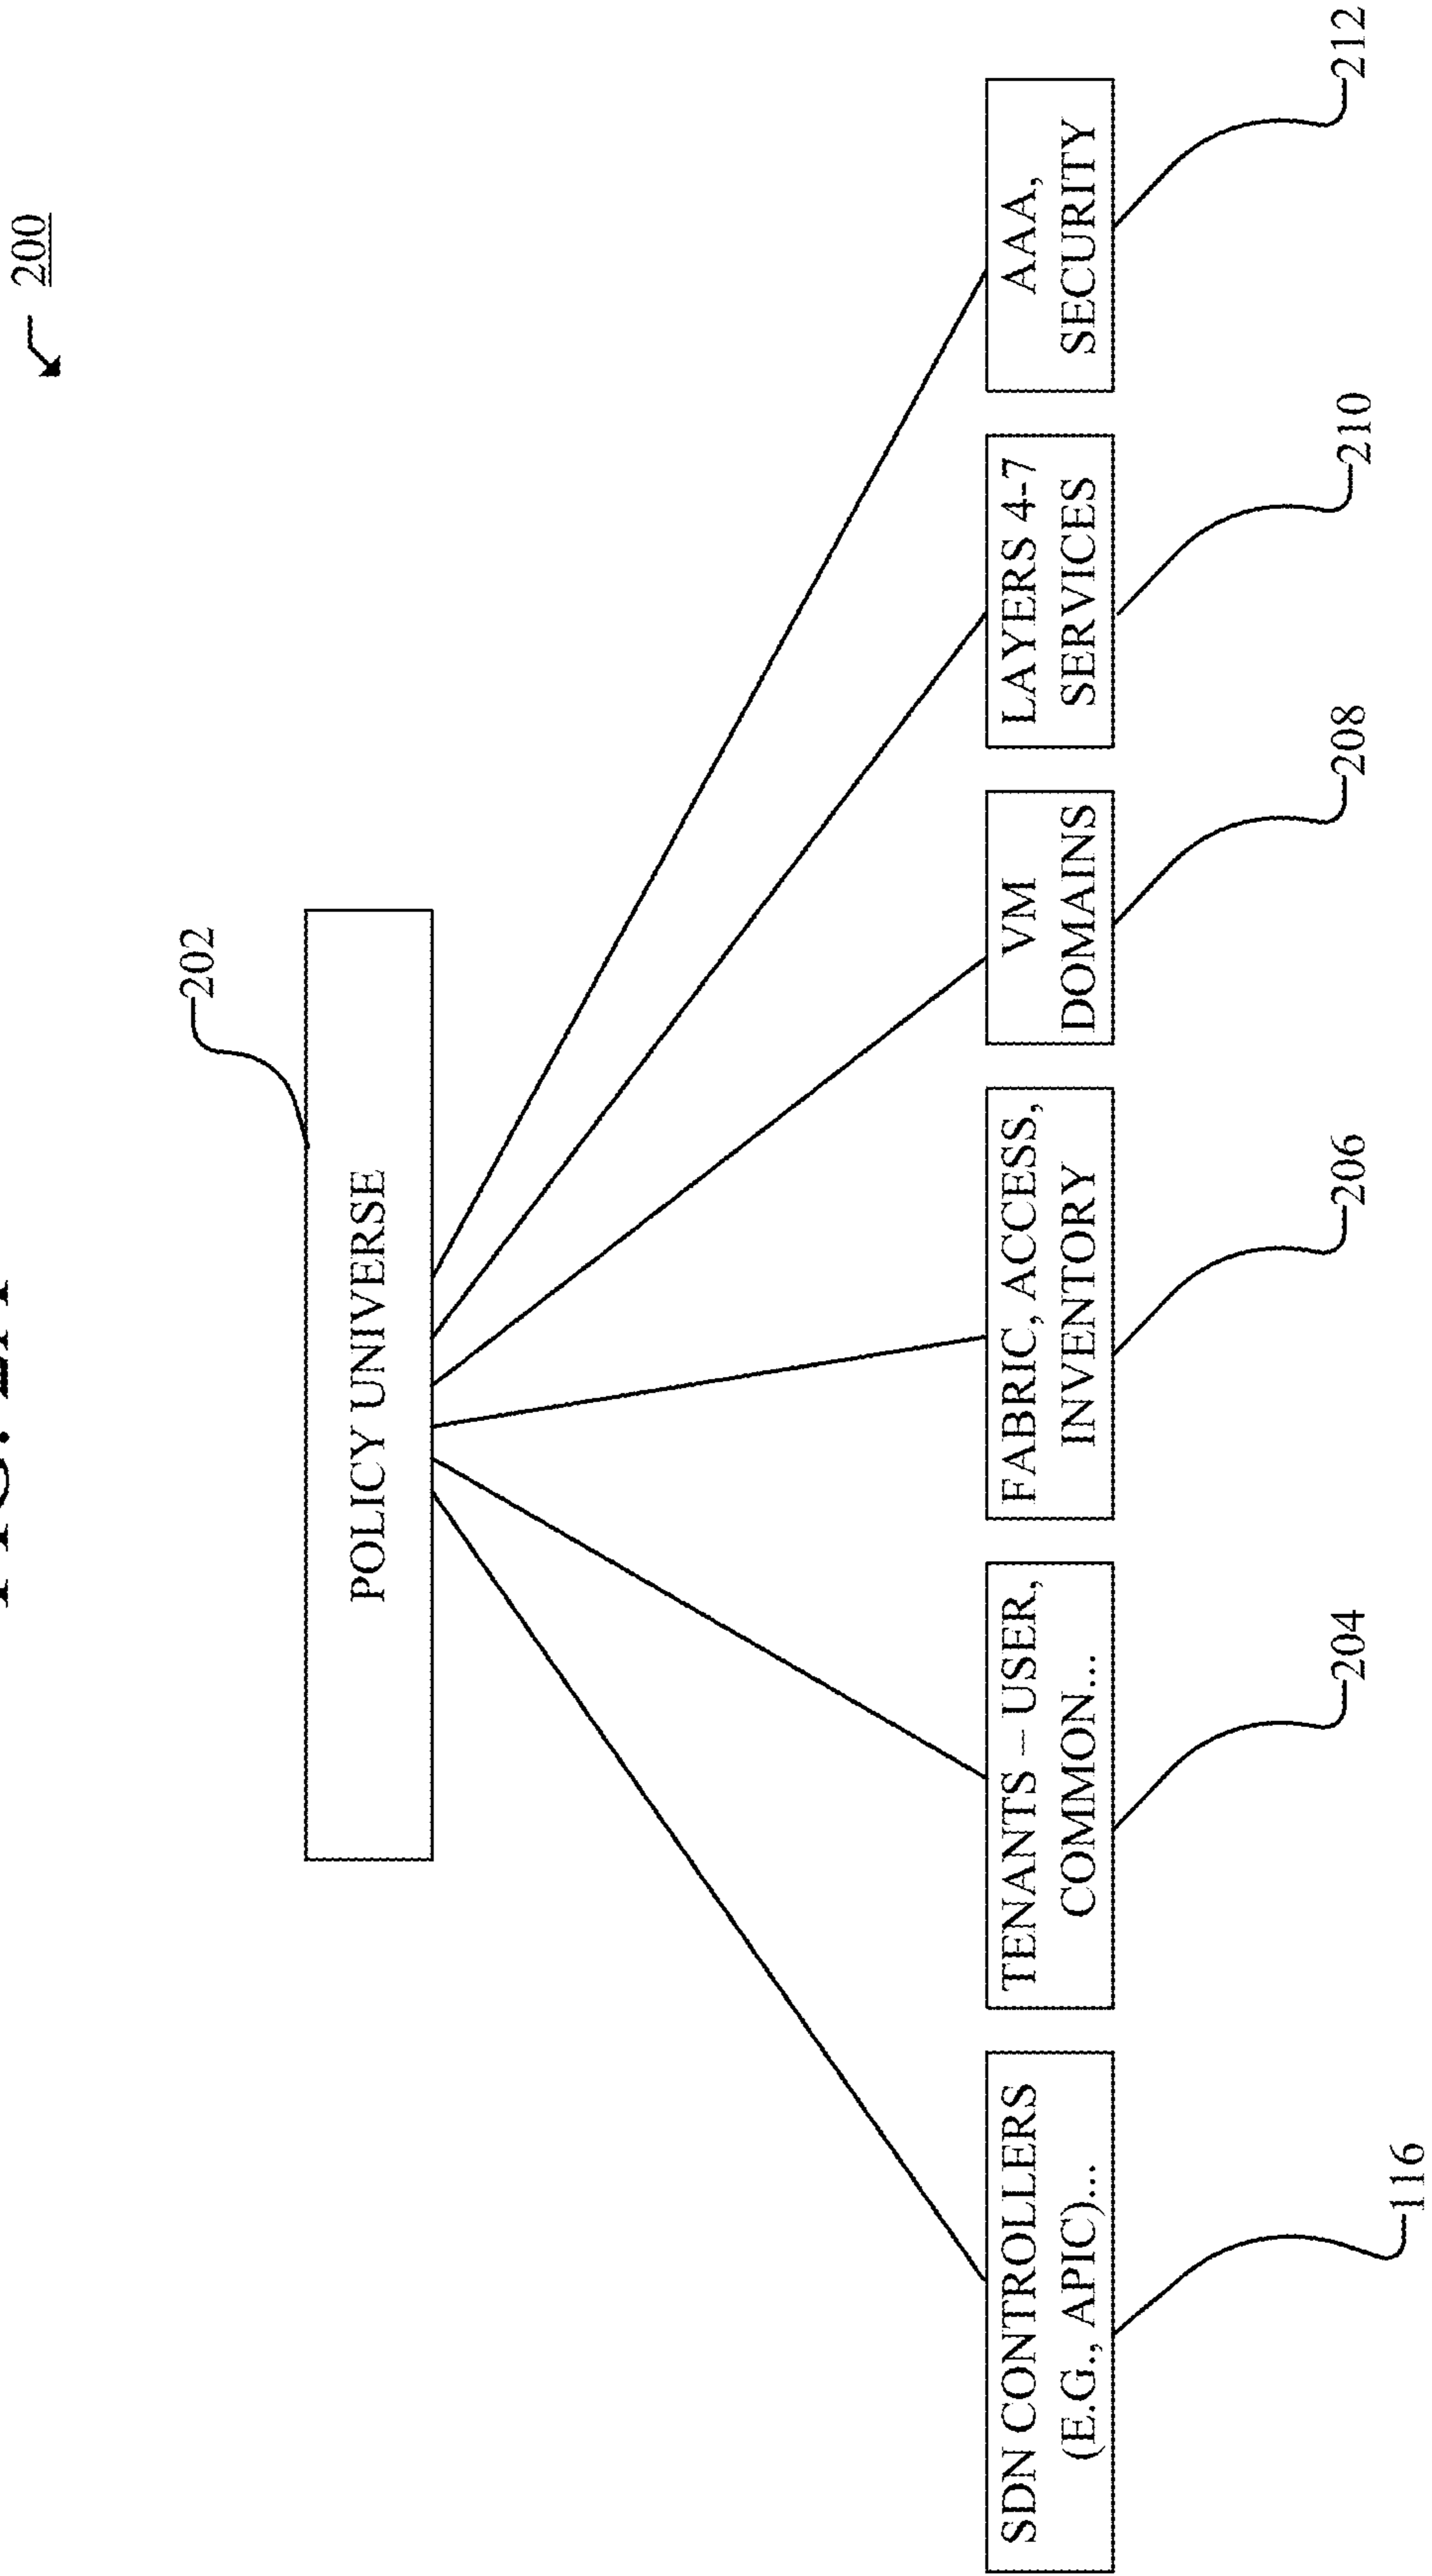 200
202
POLICY UNIVERSE
SDN CONTROLLERS
(E.G., APIC)...
116
TENANTS – USER,
COMMON...
204
FABRIC, ACCESS,
INVENTORY
206
VM
DOMAINS
208
LAYERS 4-7
SERVICES
210
AAA,
SECURITY
212